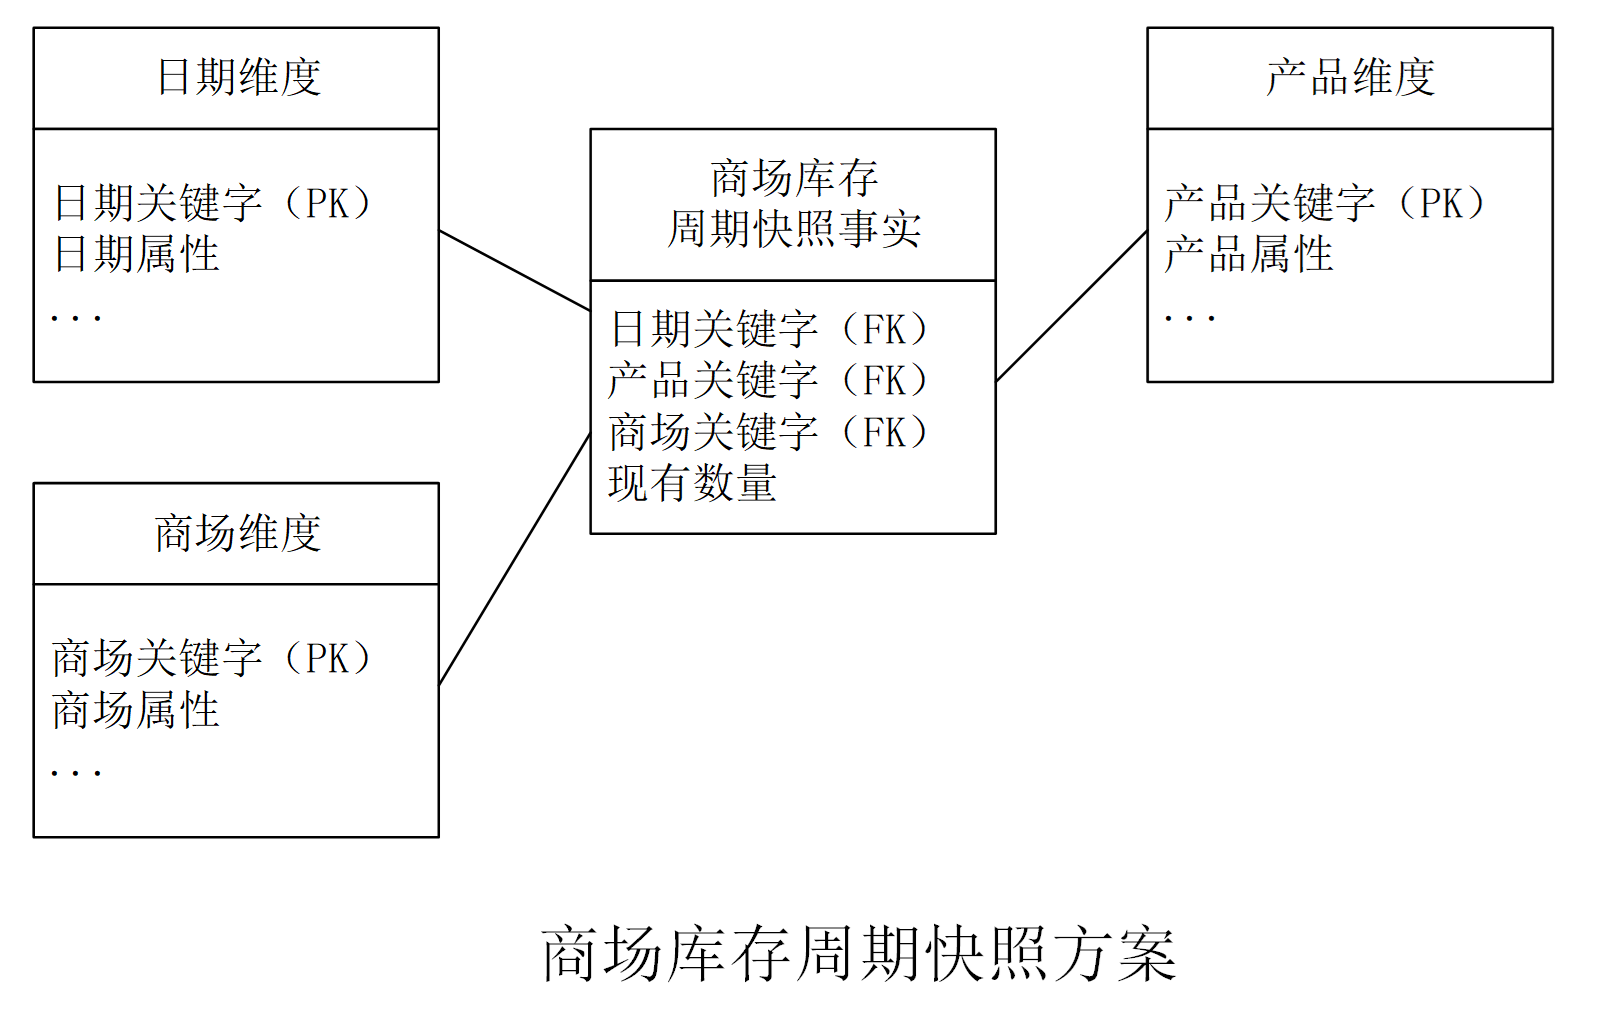 日期维度
日期关键字（PK）
日期属性
...
商场库存
周期快照事实
日期关键字（FK）
产品关键字（FK）
商场关键字（FK）
现有数量
产品维度
产品关键字（PK）
产品属性
...
商场维度
商场关键字（PK）
商场属性
...
商场库存周期快照方案